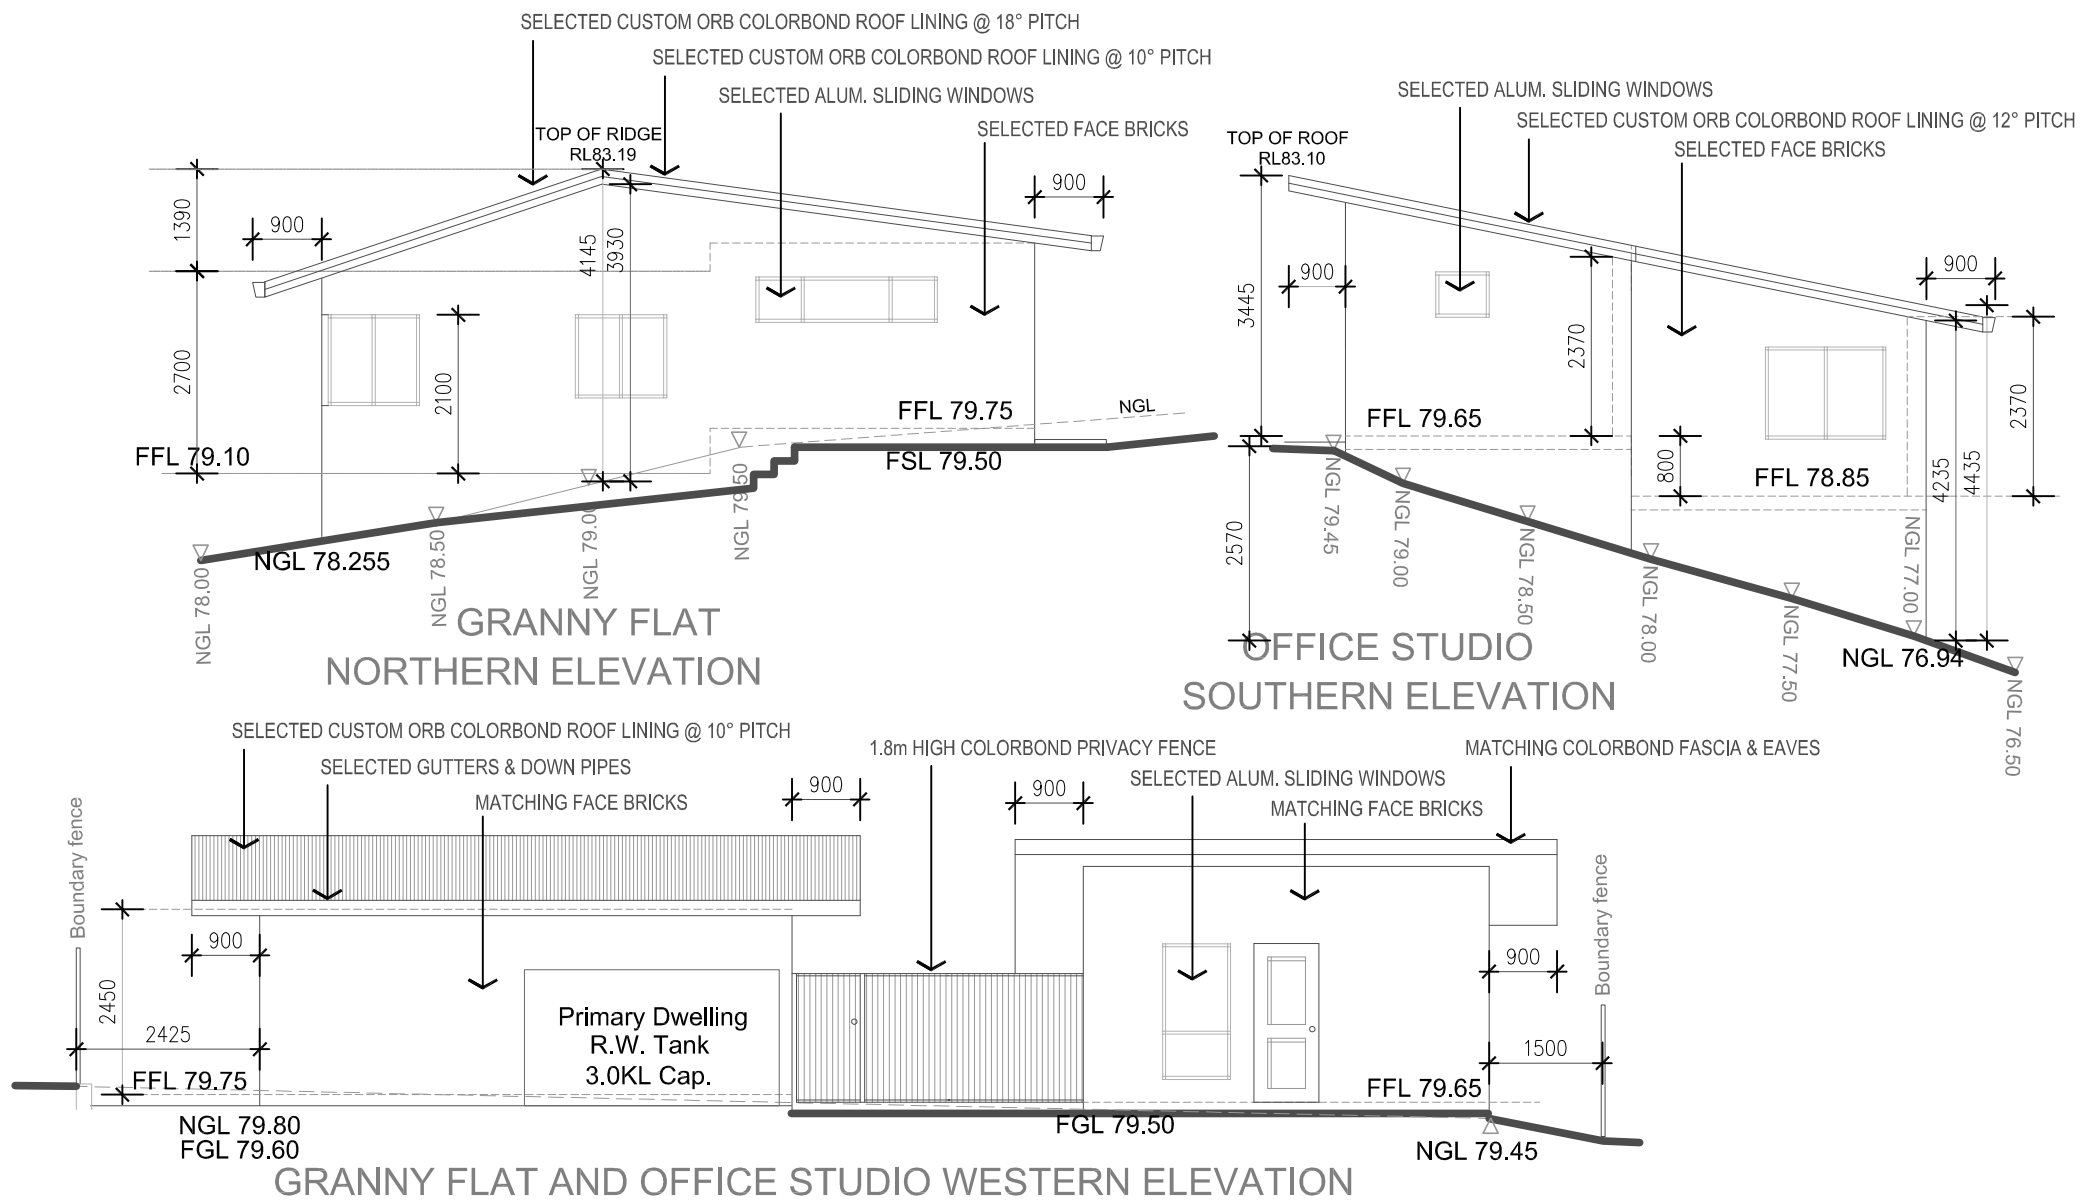 SELECTED CUSTOM ORB COLORBOND ROOF LINING @ 18° PITCH
SELECTED CUSTOM ORB COLORBOND ROOF LINING @ 10° PITCH
SELECTED ALUM. SLIDING WINDOWS
SELECTED FACE BRICKS
TOP OF RIDGE
RL83.19
900
900
1390
2700
4145
3930
2100
FFL 79.10
FFL 79.75
NGL
FSL 79.50
NGL 78.255
NGL 78.00
NGL 78.50
NGL 79.00
NGL 79.50
GRANNY FLAT
NORTHERN ELEVATION
SELECTED ALUM. SLIDING WINDOWS
SELECTED CUSTOM ORB COLORBOND ROOF LINING @ 12° PITCH
SELECTED FACE BRICKS
TOP OF ROOF
RL83.10
900
900
3445
2370
2370
FFL 79.65
800
FFL 78.85
4235
4435
2570
NGL 79.45
NGL 79.00
NGL 78.50
NGL 78.00
NGL 77.50
NGL 77.00
NGL 76.94
NGL 76.50
OFFICE STUDIO
SOUTHERN ELEVATION
SELECTED CUSTOM ORB COLORBOND ROOF LINING @ 10° PITCH
SELECTED GUTTERS & DOWN PIPES
MATCHING FACE BRICKS
900
1.8m HIGH COLORBOND PRIVACY FENCE
SELECTED ALUM. SLIDING WINDOWS
900
MATCHING FACE BRICKS
MATCHING COLORBOND FASCIA & EAVES
Boundary fence
Boundary fence
900
900
2450
2425
1500
Primary Dwelling
R.W. Tank
3.0KL Cap.
FFL 79.75
FFL 79.65
NGL 79.80
FGL 79.60
FGL 79.50
NGL 79.45
GRANNY FLAT AND OFFICE STUDIO WESTERN ELEVATION